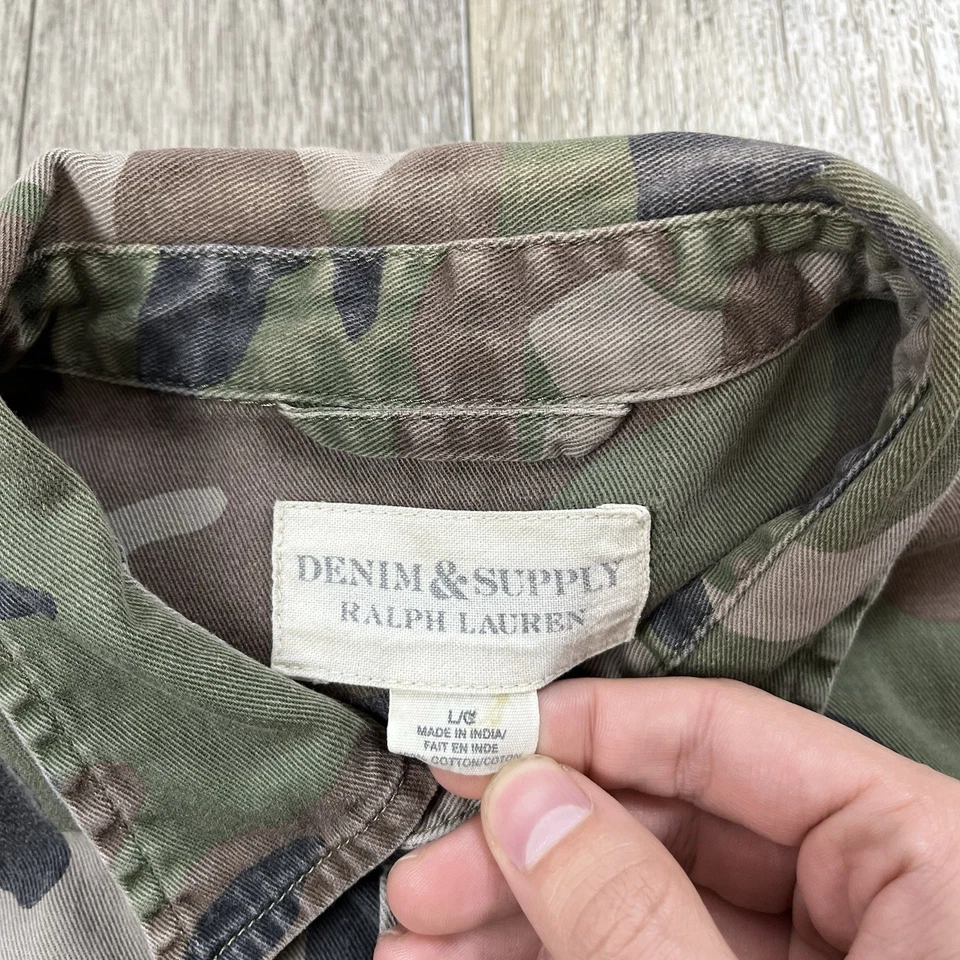 DENIM & SUPPLY
RALPH LAUREN
L/G
MADE IN INDIA/
FAIT EN INDE
COTTON/COTON